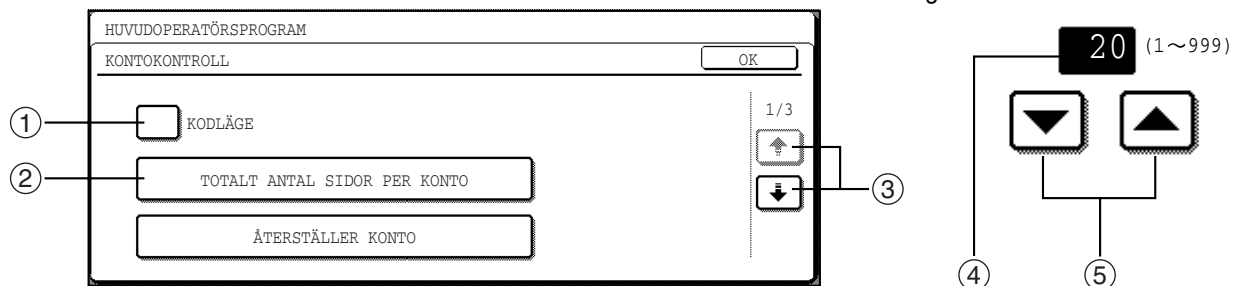 HUVUDOPERATÖRSPROGRAM
KONTOKONTROLL OK
1 KODLÄGE 1/3
2 TOTALT ANTAL SIDOR PER KONTO 3
ÅTERSTÄLLER KONTO
20 (1~999)
4 5